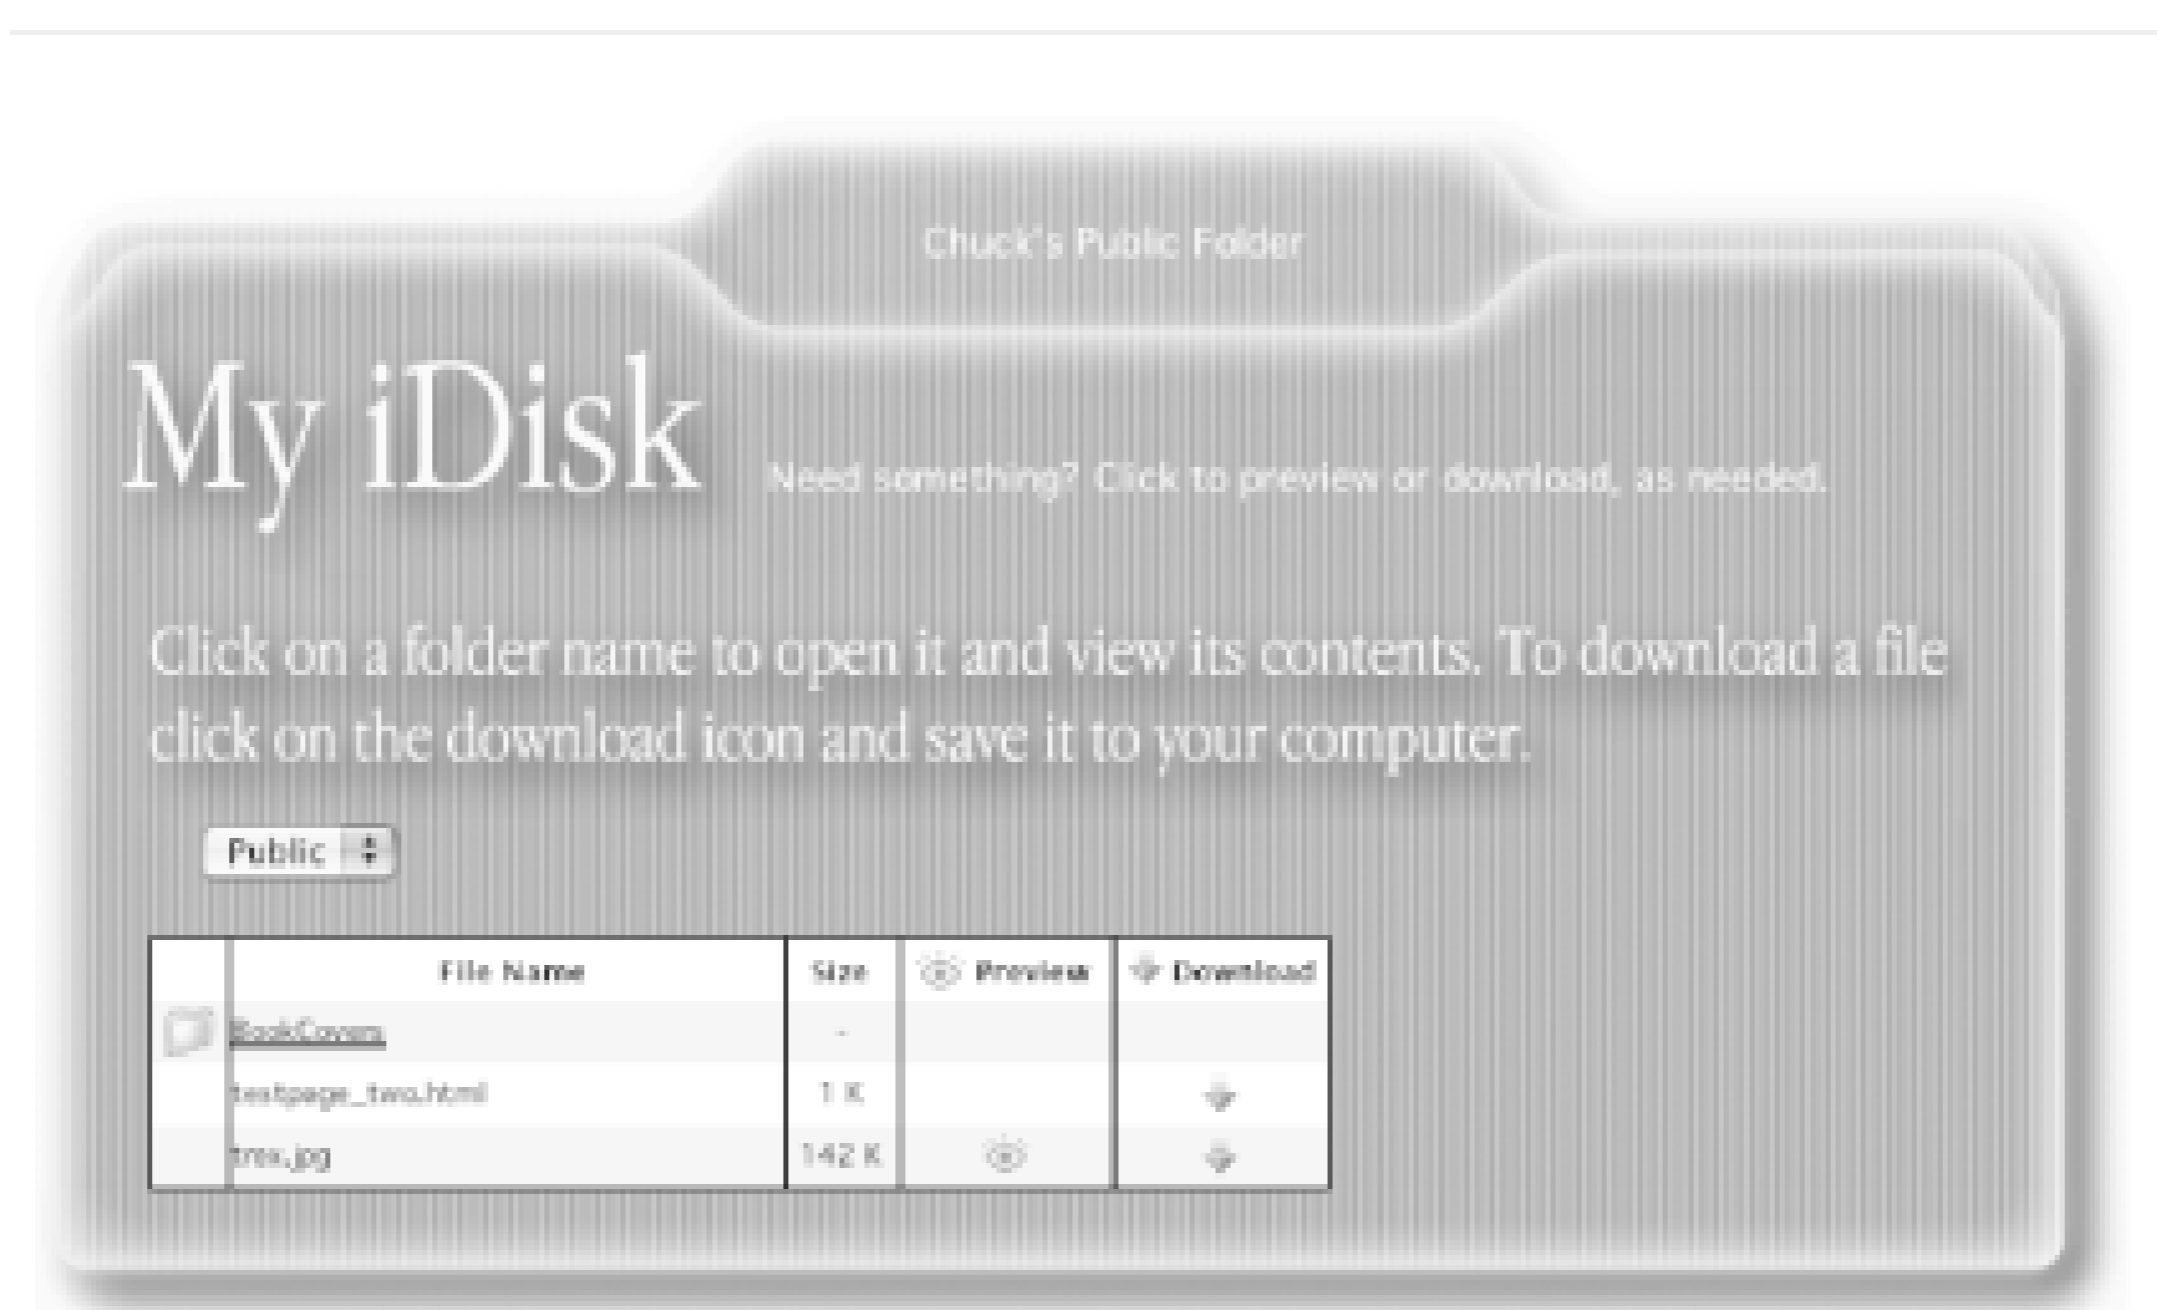 Chuck's Public Folder
My iDisk
Need something? Click to preview or download, as needed.
Click on a folder name to open it and view its contents. To download a file
click on the download icon and save it to your computer.
Public
File Name Size Preview Download
BookCovers -
testpage_two.html 1 K
trex.jpg 142 K